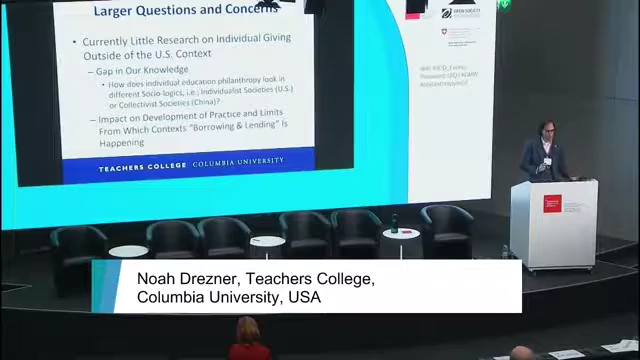 Larger Questions and Concerns
• Currently Little Research on Individual Giving
Outside of the U.S. Context
– Gap in Our Knowledge
• How does individual education philanthropy look in
different Socio-logics, i.e.; Individualist Societies (U.S.)
or Collectivist Societies (China)?
– Impact on Development of Practice and Limits
From Which Contexts "Borrowing & Lending" Is
Happening
TEACHERS COLLEGE COLUMBIA UNIVERSITY
OPEN SOCIETY
Noah Drezner, Teachers College,
Columbia University, USA